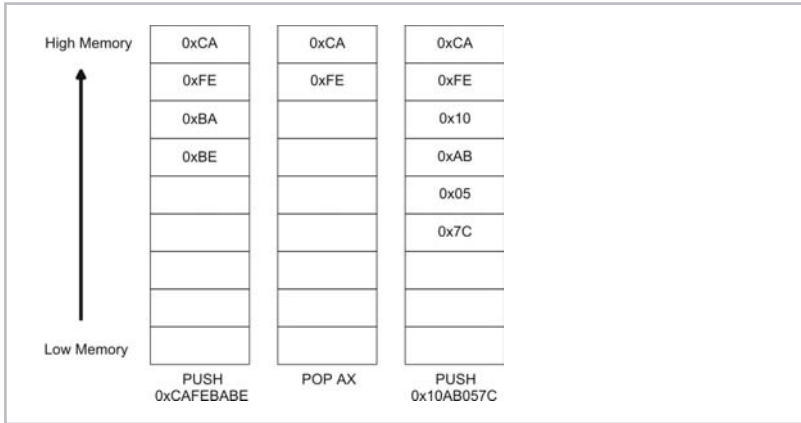 High Memory
0xCA
0xCA
0xCA
0xFE
0xFE
0xFE
0xBA
0x10
0xBE
0xAB
0x05
0x7C
Low Memory
PUSH
0xCAFEBABE
POP AX
PUSH
0x10AB057C